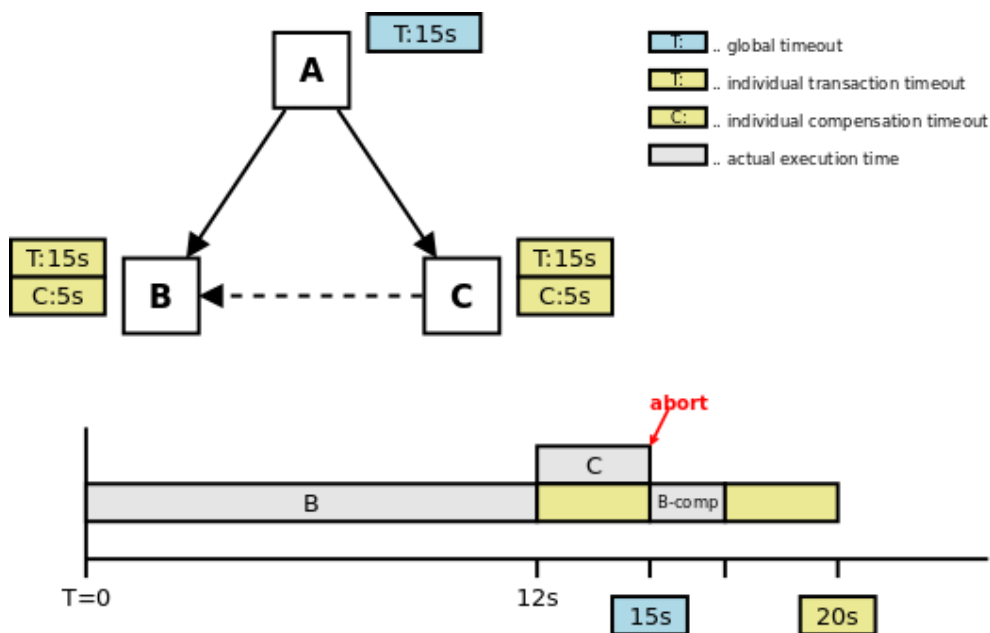 T:15s
A
T: .. global timeout
T: .. individual transaction timeout
C: .. individual compensation timeout
.. actual execution time
T:15s
C:5s
B
C
T:15s
C:5s
abort
C
B
B-comp
T=0
12s
15s
20s